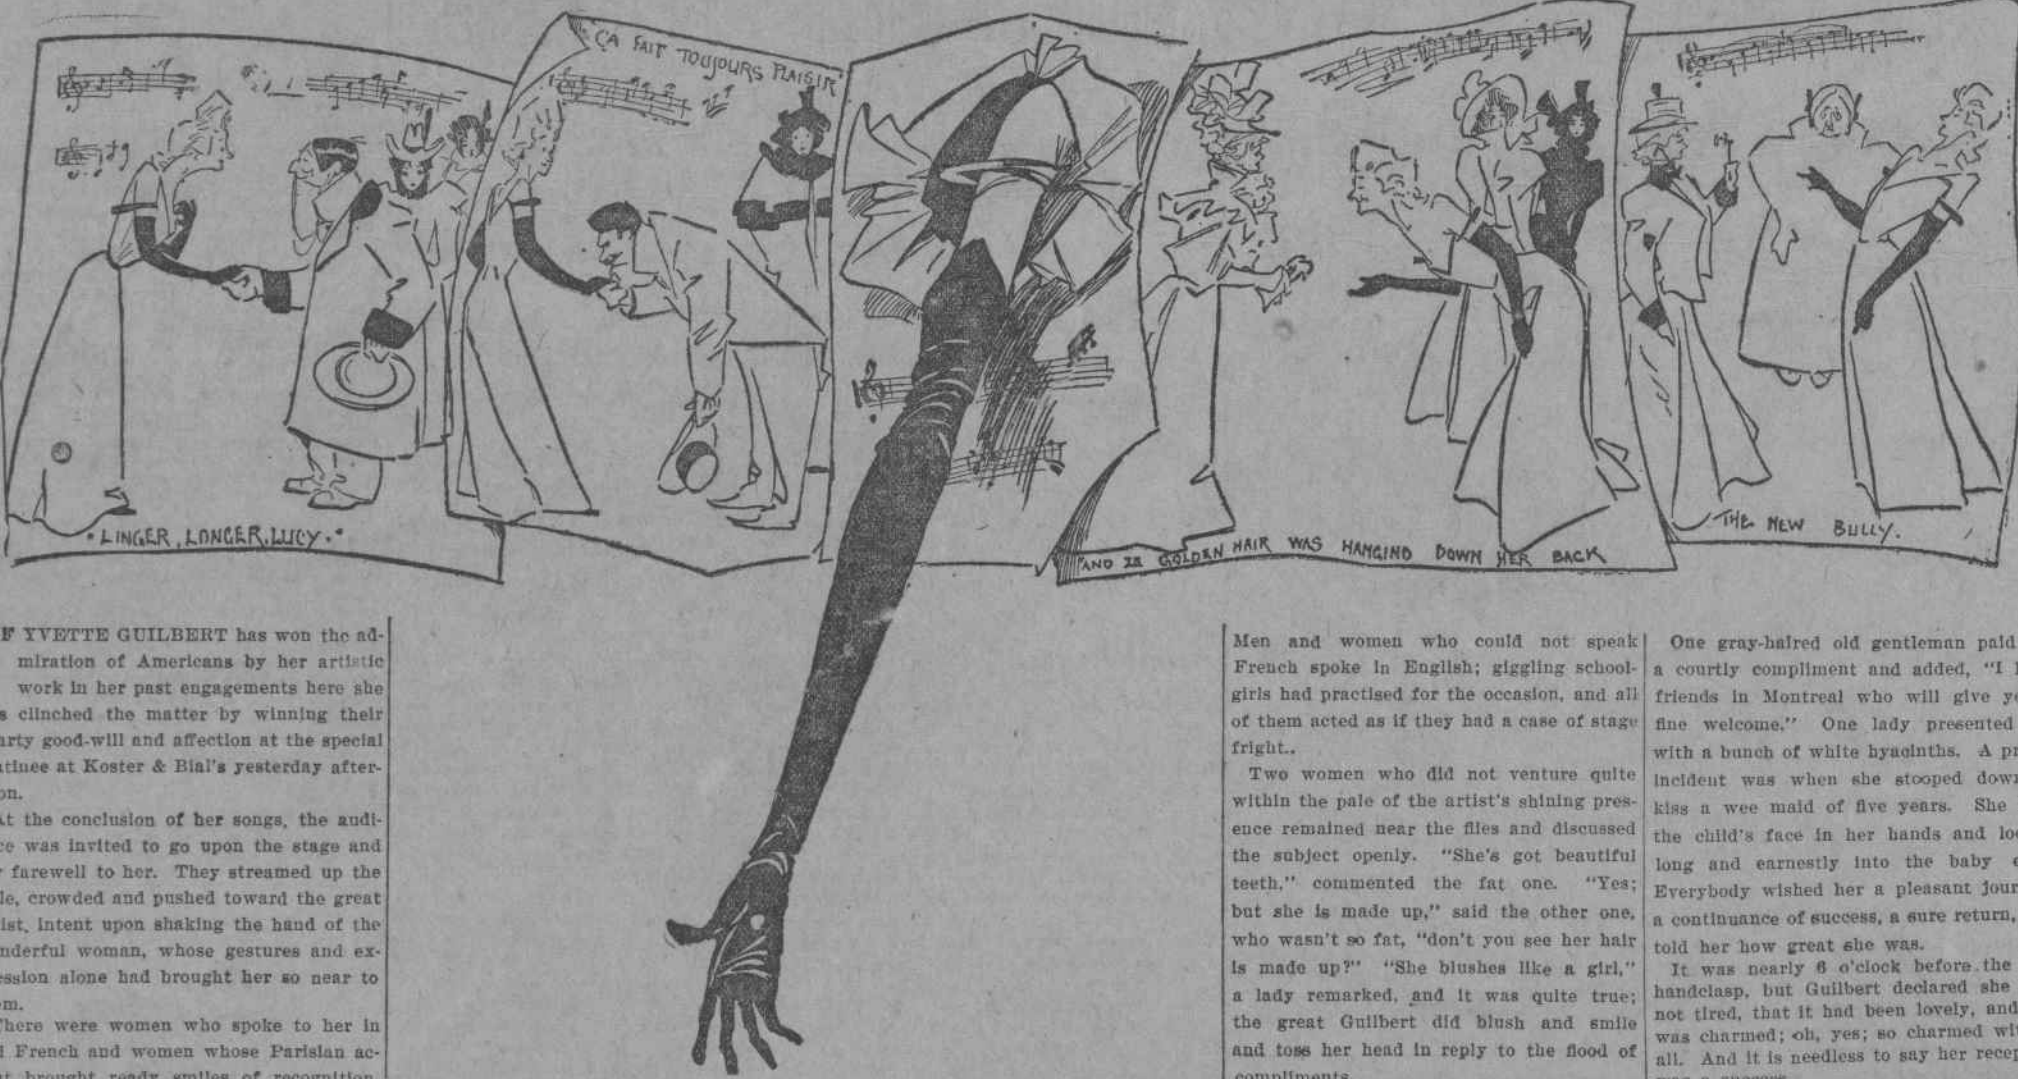 ÇA FAIT TOUJOURS PLAISIR
• LINGER, LONGER, LUCY. •
AND GOLDEN HAIR WAS HANGING DOWN HER BACK
THE NEW BULLY.
F YVETTE GUILBERT has won the ad-
miration of Americans by her artistic
work in her past engagements here she
s clinched the matter by winning their
arty good-will and affection at the special
tinee at Koster & Bial's yesterday after-
on.
At the conclusion of her songs, the audi-
ce was invited to go upon the stage and
farewell to her. They streamed up the
le, crowded and pushed toward the great
ist, intent upon shaking the hand of the
nderful woman, whose gestures and ex-
ession alone had brought her so near to
em.
There were women who spoke to her in
French and women whose Parisian ac-
brought ready smiles of recognition.
Men and women who could not speak
French spoke in English; giggling school-
girls had practised for the occasion, and all
of them acted as if they had a case of stage
fright..
Two women who did not venture quite
within the pale of the artist's shining pres-
ence remained near the flies and discussed
the subject openly. "She's got beautiful
teeth," commented the fat one. "Yes;
but she is made up," said the other one,
who wasn't so fat, "don't you see her hair
is made up?" "She blushes like a girl,"
a lady remarked, and it was quite true;
the great Guilbert did blush and smile
and toss her head in reply to the flood of
compliments.
One gray-haired old gentleman paid
a courtly compliment and added, "I
friends in Montreal who will give
fine welcome." One lady presented
with a bunch of white hyacinths. A
incident was when she stooped dow
kiss a wee maid of five years. She
the child's face in her hands and lo
long and earnestly into the baby
Everybody wished her a pleasant jour
a continuance of success, a sure return,
told her how great she was.
It was nearly 6 o'clock before the
handclasp, but Guilbert declared she
not tired, that it had been lovely, and
was charmed; oh, yes; so charmed wi
all. And it is needless to say her recep